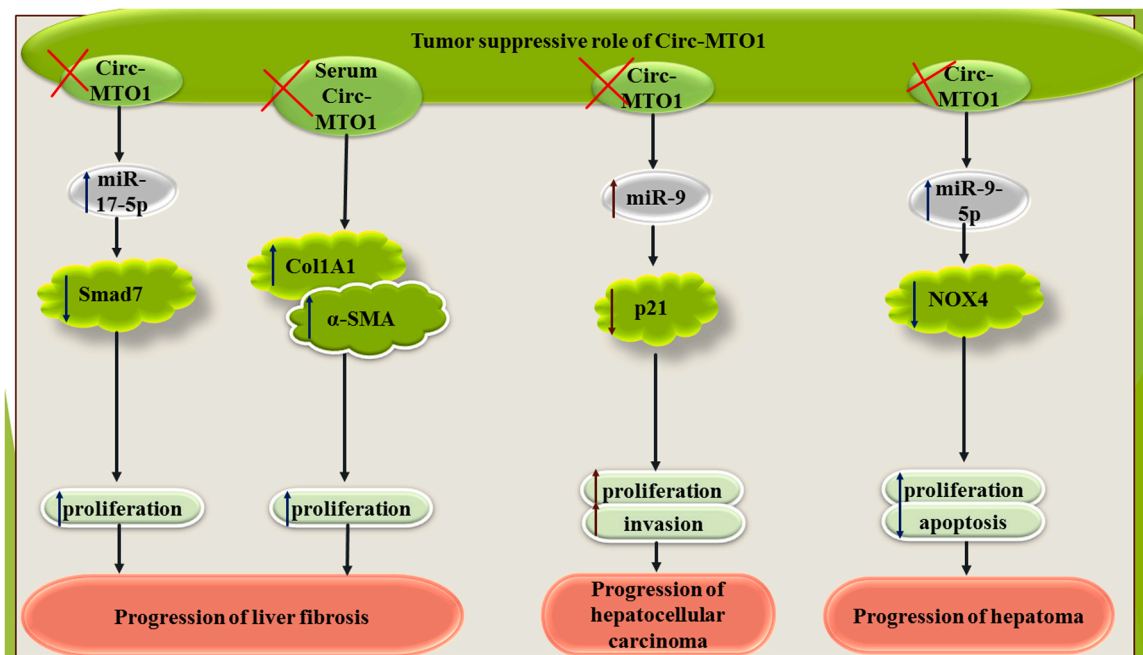 Tumor suppressive role of Circ-MTO1
Circ-
MTO1
Serum
Circ-
MTO1
Circ-
MTO1
Circ-
MTO1
miR-
17-5p
miR-9
miR-9-
5p
Col1A1
α-SMA
Smad7
p21
NOX4
proliferation
proliferation
proliferation
invasion
proliferation
apoptosis
Progression of liver fibrosis
Progression of
hepatocellular
carcinoma
Progression of hepatoma